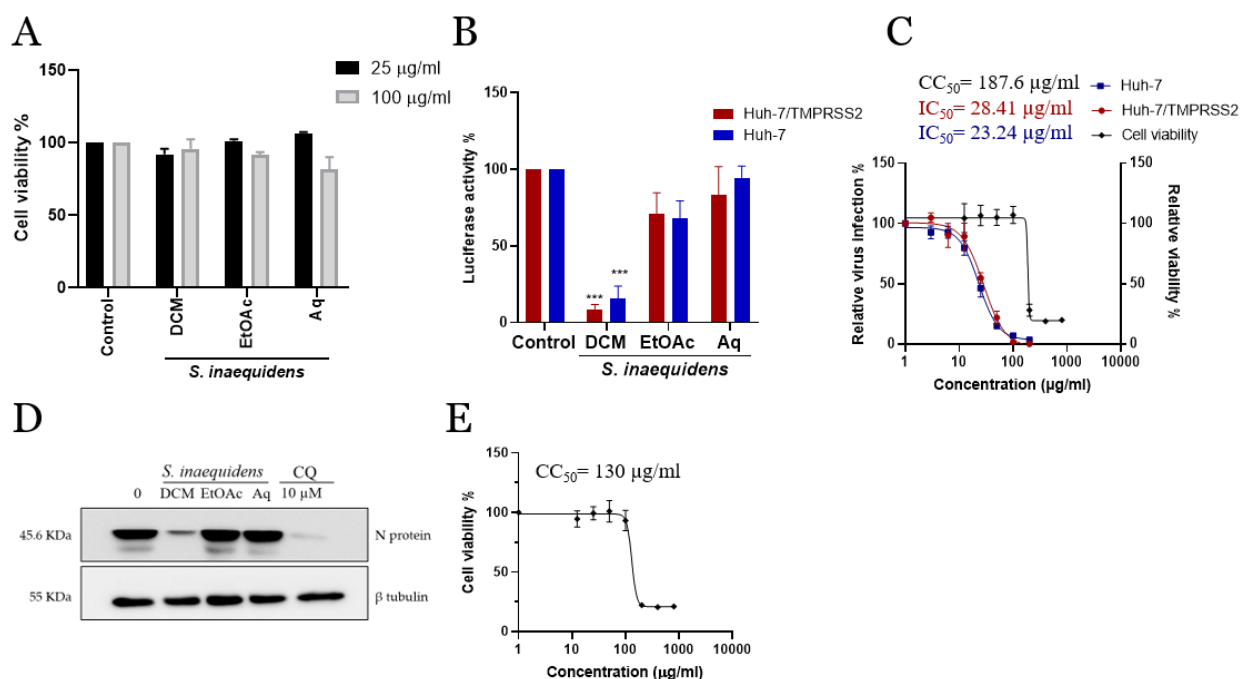 A
Cell viability %
150
100
50
0
25 µg/ml
100 µg/ml
Control
DCM
EtOAc
Aq
S. inaequidens
B
Luciferase activity %
150
100
50
0
Huh-7/TMPRSS2
Huh-7
***
***
Control DCM EtOAc Aq
S. inaequidens
C
CC50= 187.6 µg/ml
IC50= 28.41 µg/ml
IC50= 23.24 µg/ml
Huh-7
Huh-7/TMPRSS2
Cell viability
Relative virus infection %
150
100
50
0
150
100
50
0
Relative viability %
1 10 100 1000 10000
Concentration (µg/ml)
D
S. inaequidens CQ
0 DCM EtOAc Aq 10 µM
45.6 KDa N protein
55 KDa β tubulin
E
CC50= 130 µg/ml
Cell viability %
150
100
50
0
1 10 100 1000 10000
Concentration (µg/ml)